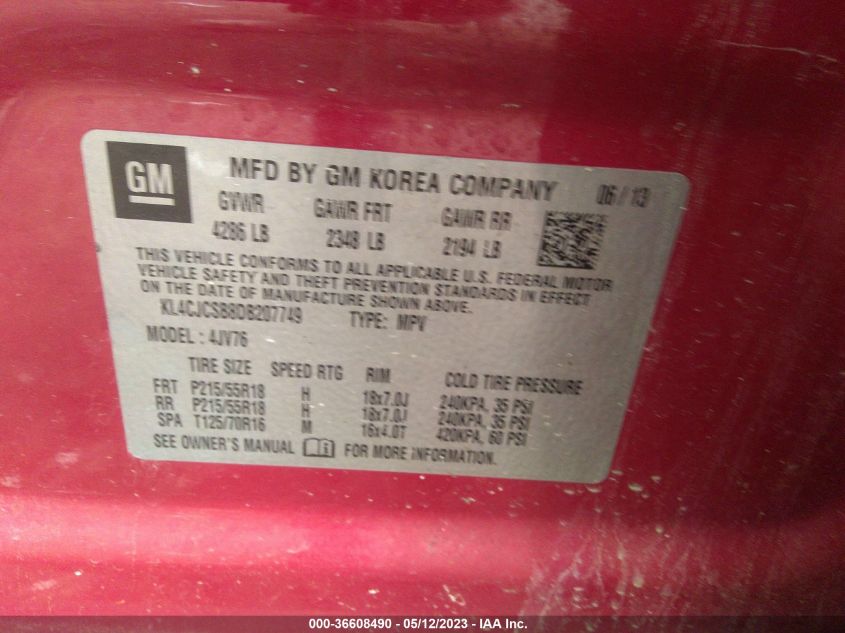 GM
MFD BY GM KOREA COMPANY 06 / 13
GVWR GAWR FRT GAWR RR
4286 LB 2348 LB 2194 LB
THIS VEHICLE CONFORMS TO ALL APPLICABLE U.S. FEDERAL MOTOR
VEHICLE SAFETY AND THEFT PREVENTION STANDARDS IN EFFECT
ON THE DATE OF MANUFACTURE SHOWN ABOVE.
KL4CJCSB8DB207749 TYPE: MPV
MODEL : 4JV76
TIRE SIZE SPEED RTG RIM COLD TIRE PRESSURE
FRT P215/55R18 H 18x7.0J 240KPA, 35 PSI
RR P215/55R18 H 18x7.0J 240KPA, 35 PSI
SPA T125/70R16 M 16x4.0T 420KPA, 60 PSI
SEE OWNER'S MANUAL FOR MORE INFORMATION.
000-36608490 - 05/12/2023 - IAA Inc.